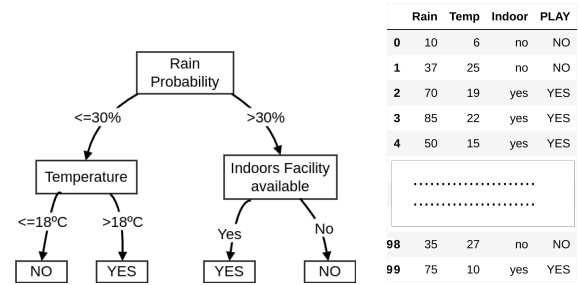 Rain
Probability
<=30%
>30%
Temperature
Indoors Facility
available
<=18ºC
>18ºC
Yes
No
NO
YES
YES
NO
Rain Temp Indoor PLAY
0 10 6 no NO
1 37 25 no NO
2 70 19 yes YES
3 85 22 yes YES
4 50 15 yes YES
98 35 27 no NO
99 75 10 yes YES